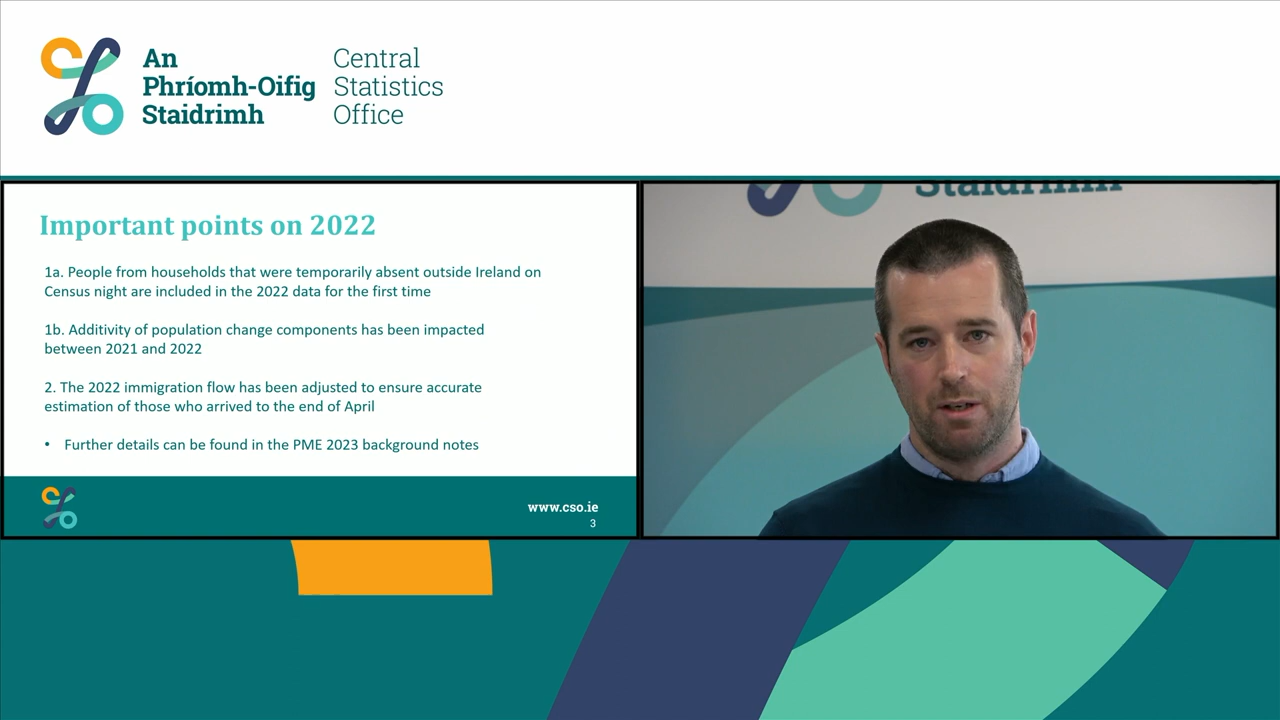 An
Phríomh-Oifig
Staidrimh
Central
Statistics
Office
Important points on 2022
1a. People from households that were temporarily absent outside Ireland on
Census night are included in the 2022 data for the first time
1b. Additivity of population change components has been impacted
between 2021 and 2022
2. The 2022 immigration flow has been adjusted to ensure accurate
estimation of those who arrived to the end of April
• Further details can be found in the PME 2023 background notes
www.cso.ie
3
Staidrimh